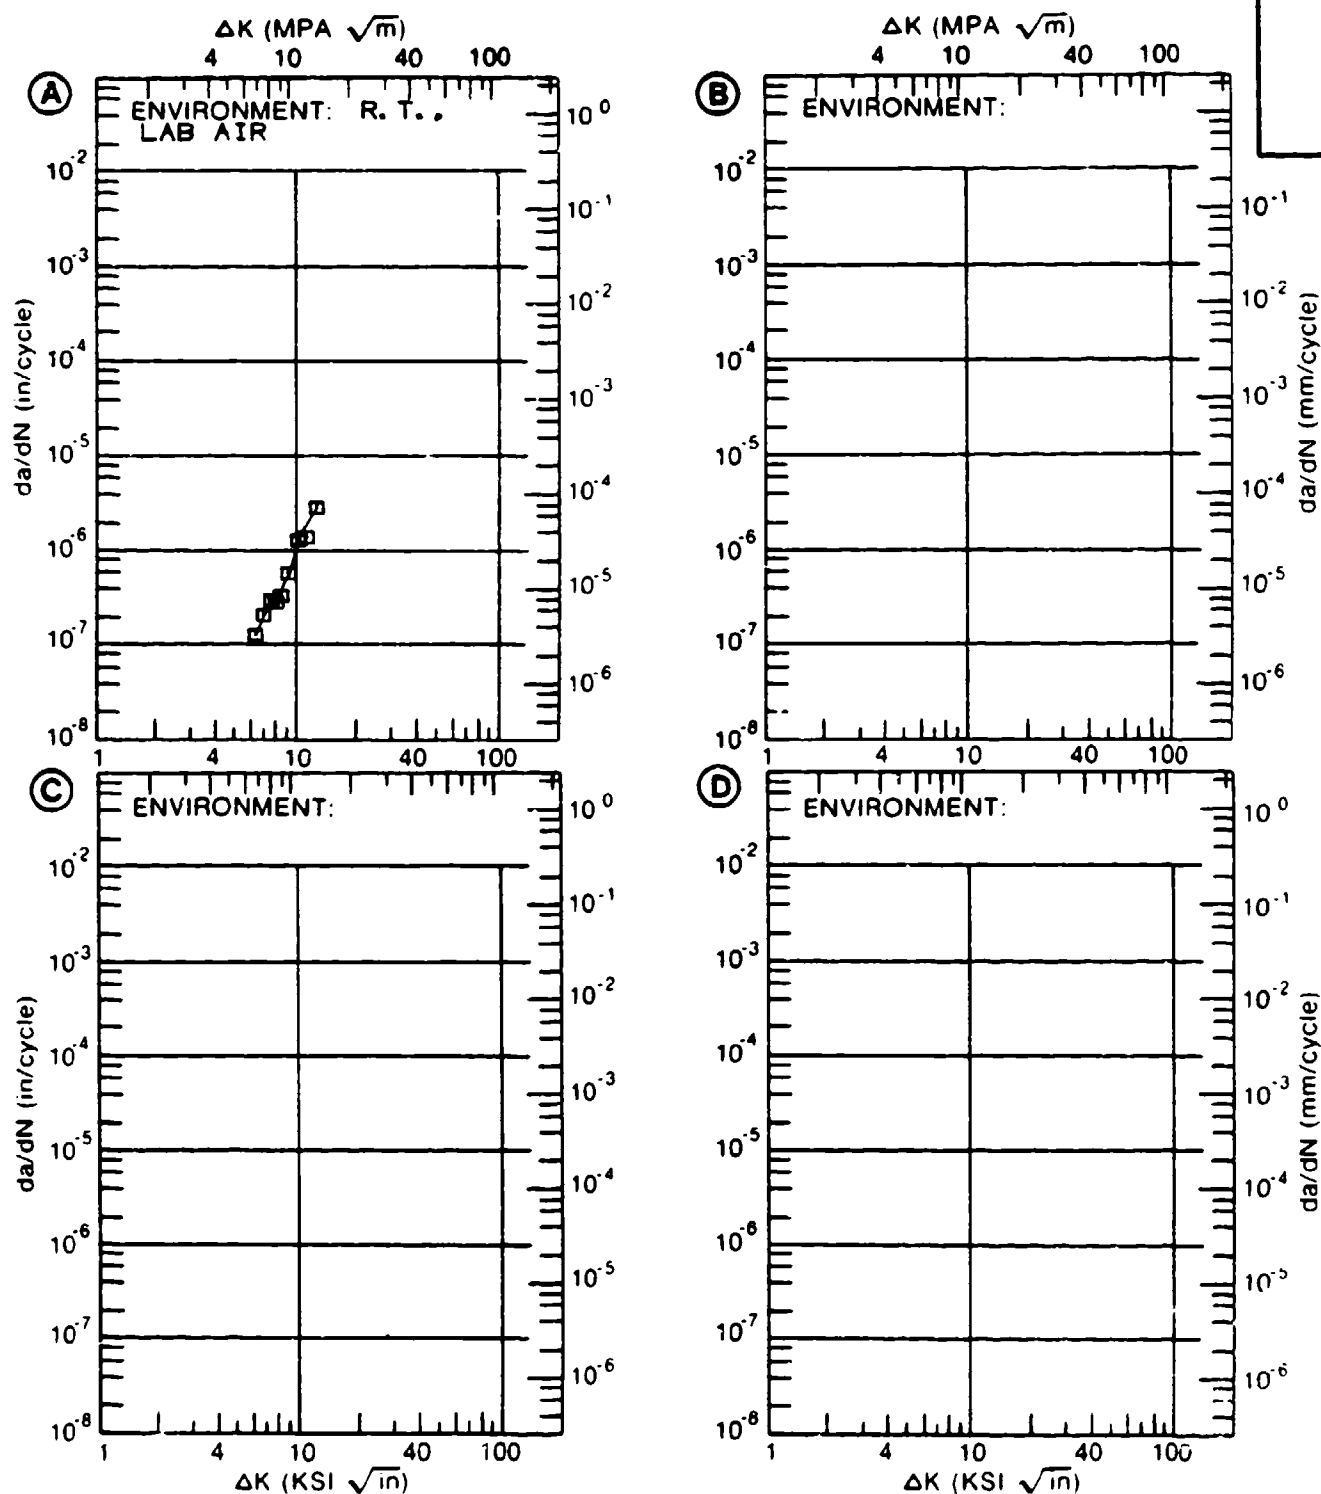 ΔK (MPA √m)
4 10 40 100
A
ENVIRONMENT: R.T.,
LAB AIR
10⁰
10⁻¹
10⁻²
10⁻³
10⁻⁴
10⁻⁵
10⁻⁶
10⁻²
10⁻³
10⁻⁴
10⁻⁵
10⁻⁶
10⁻⁷
10⁻⁸
da/dN (in/cycle)
1 4 10 40 100
ΔK (MPA √m)
4 10 40 100
B
ENVIRONMENT:
10⁻²
10⁻³
10⁻⁴
10⁻⁵
10⁻⁶
10⁻⁷
10⁻⁸
10⁻¹
10⁻²
10⁻³
10⁻⁴
10⁻⁵
10⁻⁶
da/dN (mm/cycle)
1 4 10 40 100
C
ENVIRONMENT:
10⁻²
10⁻³
10⁻⁴
10⁻⁵
10⁻⁶
10⁻⁷
10⁻⁸
da/dN (in/cycle)
10⁰
10⁻¹
10⁻²
10⁻³
10⁻⁴
10⁻⁵
10⁻⁶
1 4 10 40 100
ΔK (KSI √in)
D
ENVIRONMENT:
10⁻²
10⁻³
10⁻⁴
10⁻⁵
10⁻⁶
10⁻⁷
10⁻⁸
10⁰
10⁻¹
10⁻²
10⁻³
10⁻⁴
10⁻⁵
10⁻⁶
da/dN (mm/cycle)
1 4 10 40 100
ΔK (KSI √in)